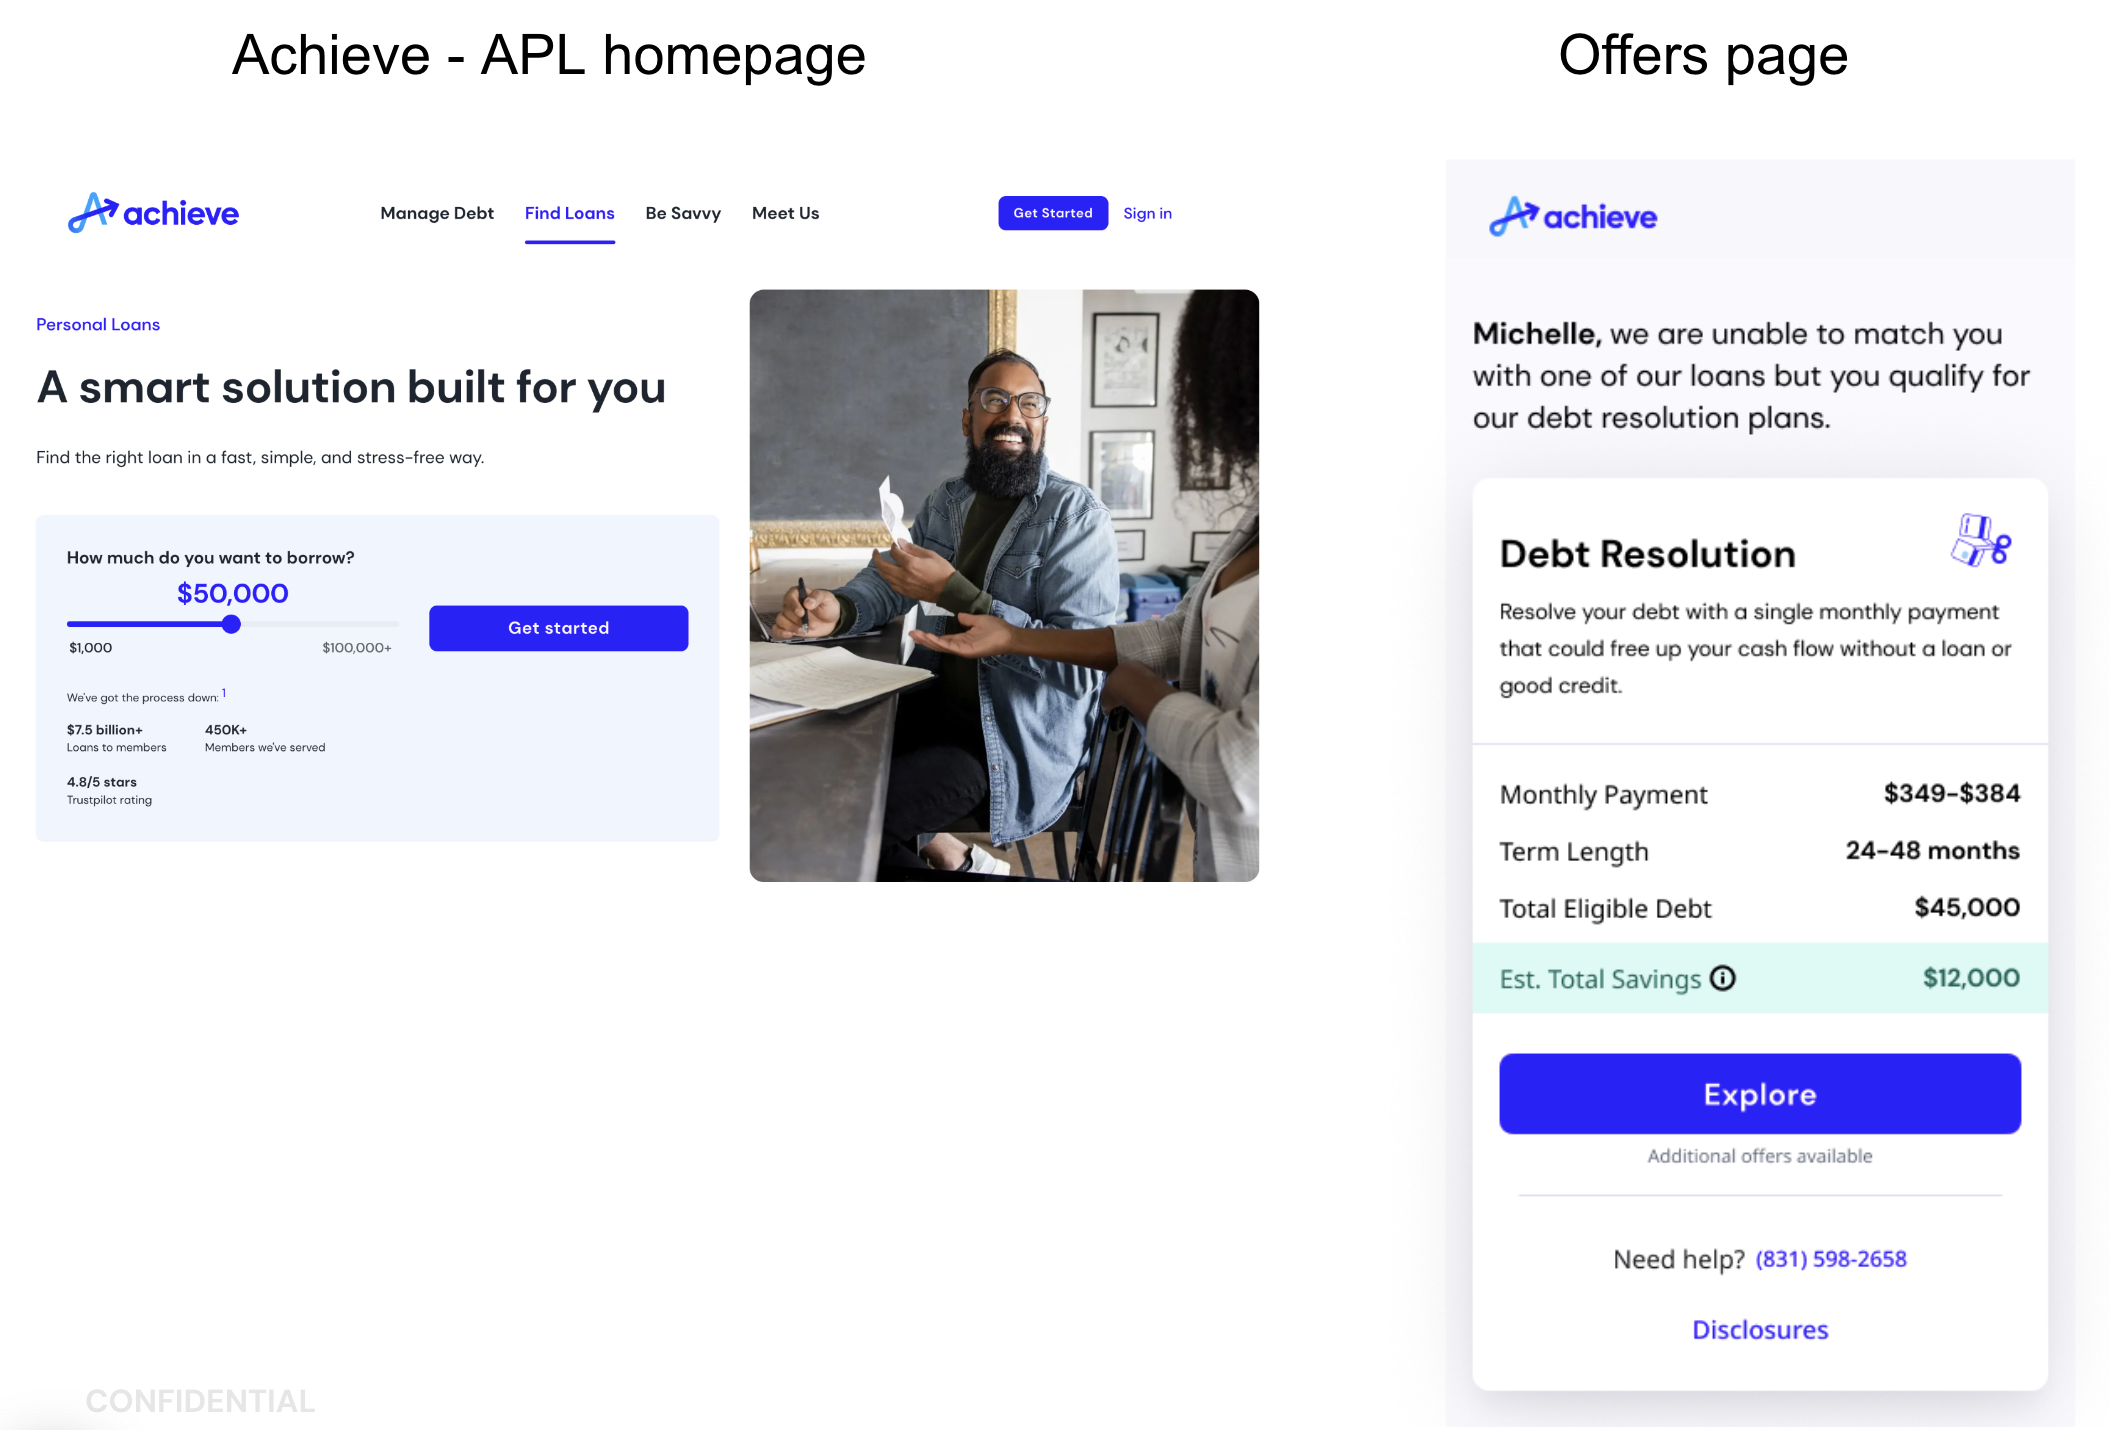 Achieve - APL homepage
Offers page
achieve
Manage Debt
Find Loans
Be Savvy
Meet Us
Get Started
Sign in
Personal Loans
A smart solution built for you
Find the right loan in a fast, simple, and stress-free way.
How much do you want to borrow?
$50,000
$1,000
$100,000+
Get started
We've got the process down: 1
$7.5 billion+
Loans to members
450K+
Members we've served
4.8/5 stars
Trustpilot rating
CONFIDENTIAL
achieve
Michelle, we are unable to match you
with one of our loans but you qualify for
our debt resolution plans.
Debt Resolution
Resolve your debt with a single monthly payment
that could free up your cash flow without a loan or
good credit.
Monthly Payment $349-$384
Term Length 24-48 months
Total Eligible Debt $45,000
Est. Total Savings $12,000
Explore
Additional offers available
Need help? (831) 598-2658
Disclosures